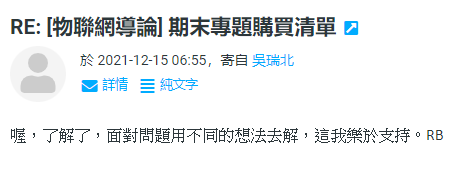 RE: [物聯網導論] 期末專題購買清單
於 2021-12-15 06:55，寄自 吳瑞北
詳情 純文字
喔，了解了，面對問題用不同的想法去解，這我樂於支持。RB